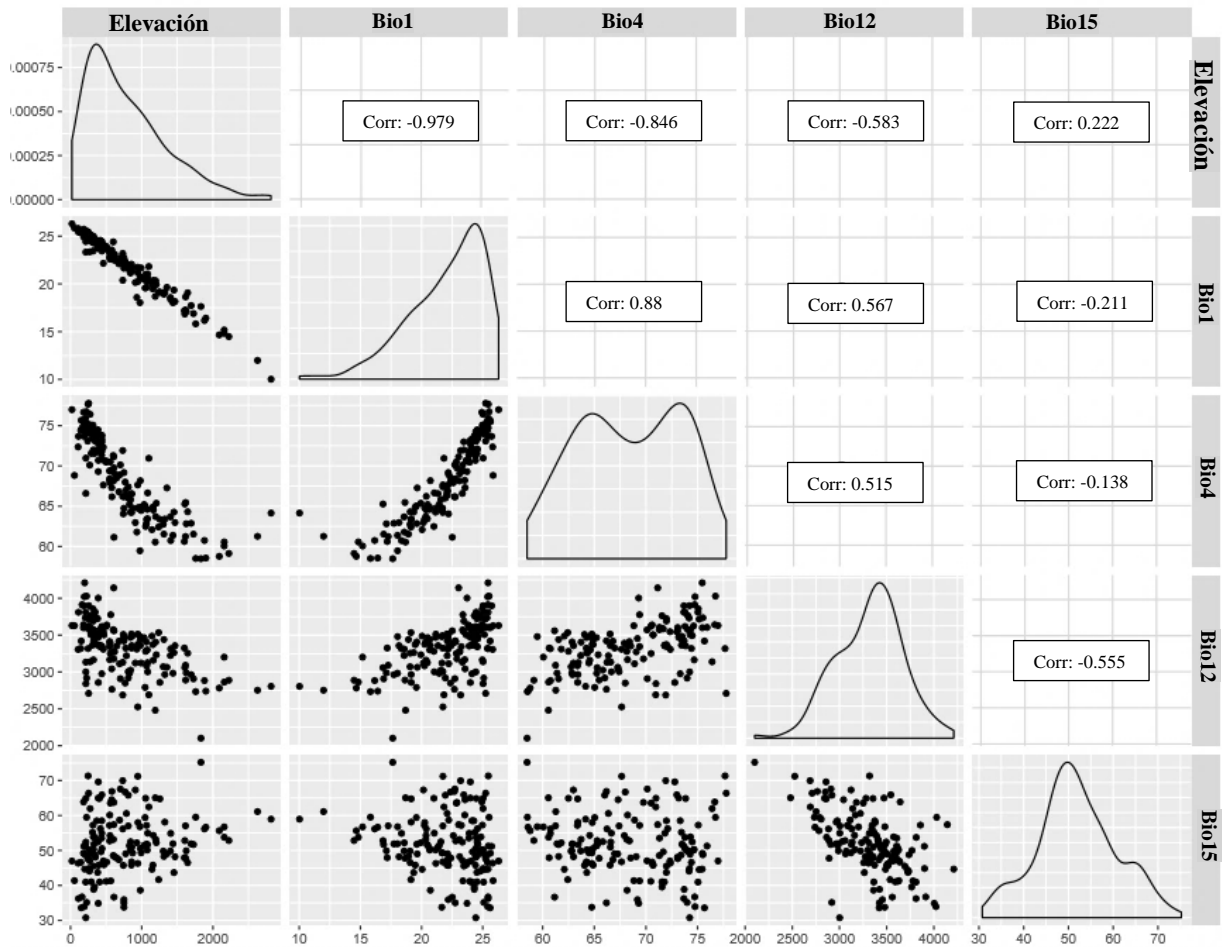 Elevación Bio1 Bio4 Bio12 Bio15
.00075
.00050
.00025
.00000
Corr: -0.979
Corr: -0.846
Corr: -0.583
Corr: 0.222
Elevación
25
20
15
10
Corr: 0.88
Corr: 0.567
Corr: -0.211
Bio1
75
70
65
60
Corr: 0.515
Corr: -0.138
Bio4
4000
3500
3000
2500
2000
Corr: -0.555
Bio12
70
60
50
40
30
Bio15
0 1000 2000
10 15 20 25
60 65 70 75
2000 2500 3000 3500 4000
30 40 50 60 70